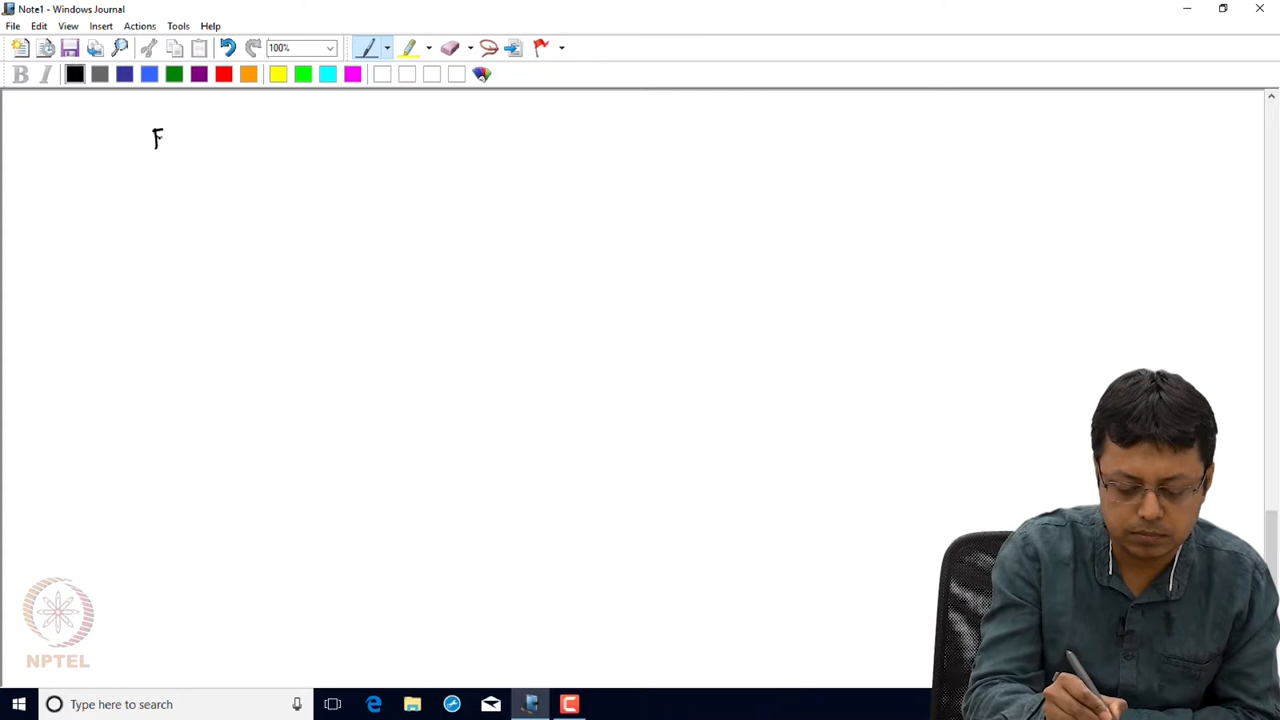 Note1 - Windows Journal
File Edit View Insert Actions Tools Help
100%
B I
F
NPTEL
Type here to search